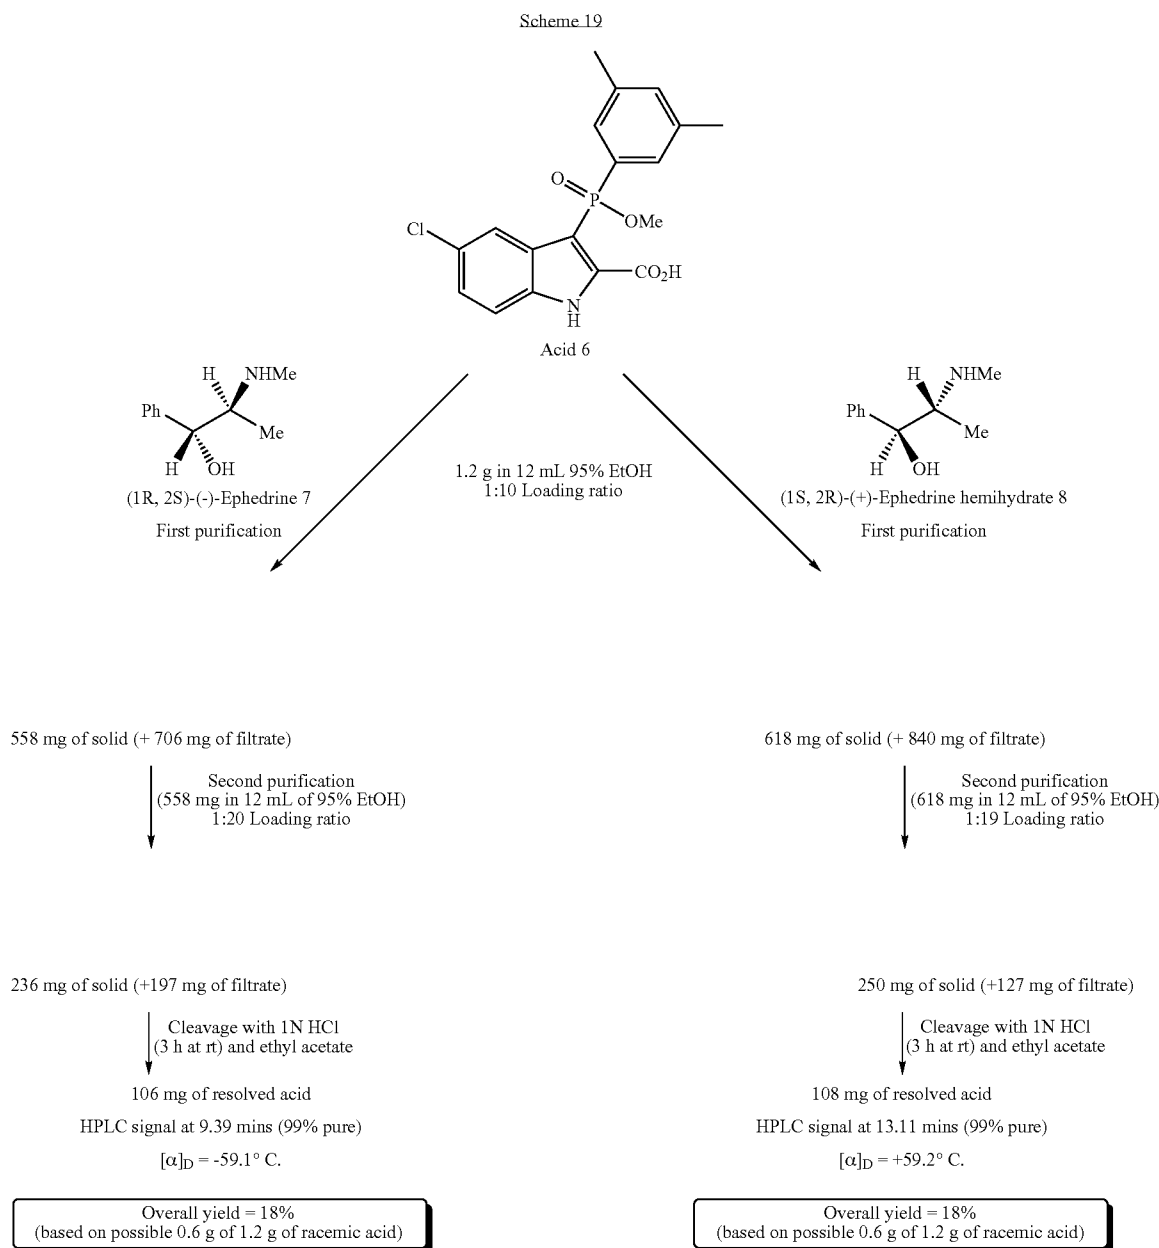 Scheme 19
O
P
OMe
Cl
CO2H
N
H
Acid 6
H
NHMe
Ph
Me
H
OH
(1R, 2S)-(-)-Ephedrine 7
First purification
1.2 g in 12 mL 95% EtOH
1:10 Loading ratio
H
NHMe
Ph
Me
H
OH
(1S, 2R)-(+)-Ephedrine hemihydrate 8
First purification
558 mg of solid (+ 706 mg of filtrate)
Second purification
(558 mg in 12 mL of 95% EtOH)
1:20 Loading ratio
618 mg of solid (+ 840 mg of filtrate)
Second purification
(618 mg in 12 mL of 95% EtOH)
1:19 Loading ratio
236 mg of solid (+197 mg of filtrate)
Cleavage with 1N HCl
(3 h at rt) and ethyl acetate
106 mg of resolved acid
HPLC signal at 9.39 mins (99% pure)
[α]D = -59.1° C.
Overall yield = 18%
(based on possible 0.6 g of 1.2 g of racemic acid)
250 mg of solid (+127 mg of filtrate)
Cleavage with 1N HCl
(3 h at rt) and ethyl acetate
108 mg of resolved acid
HPLC signal at 13.11 mins (99% pure)
[α]D = +59.2° C.
Overall yield = 18%
(based on possible 0.6 g of 1.2 g of racemic acid)